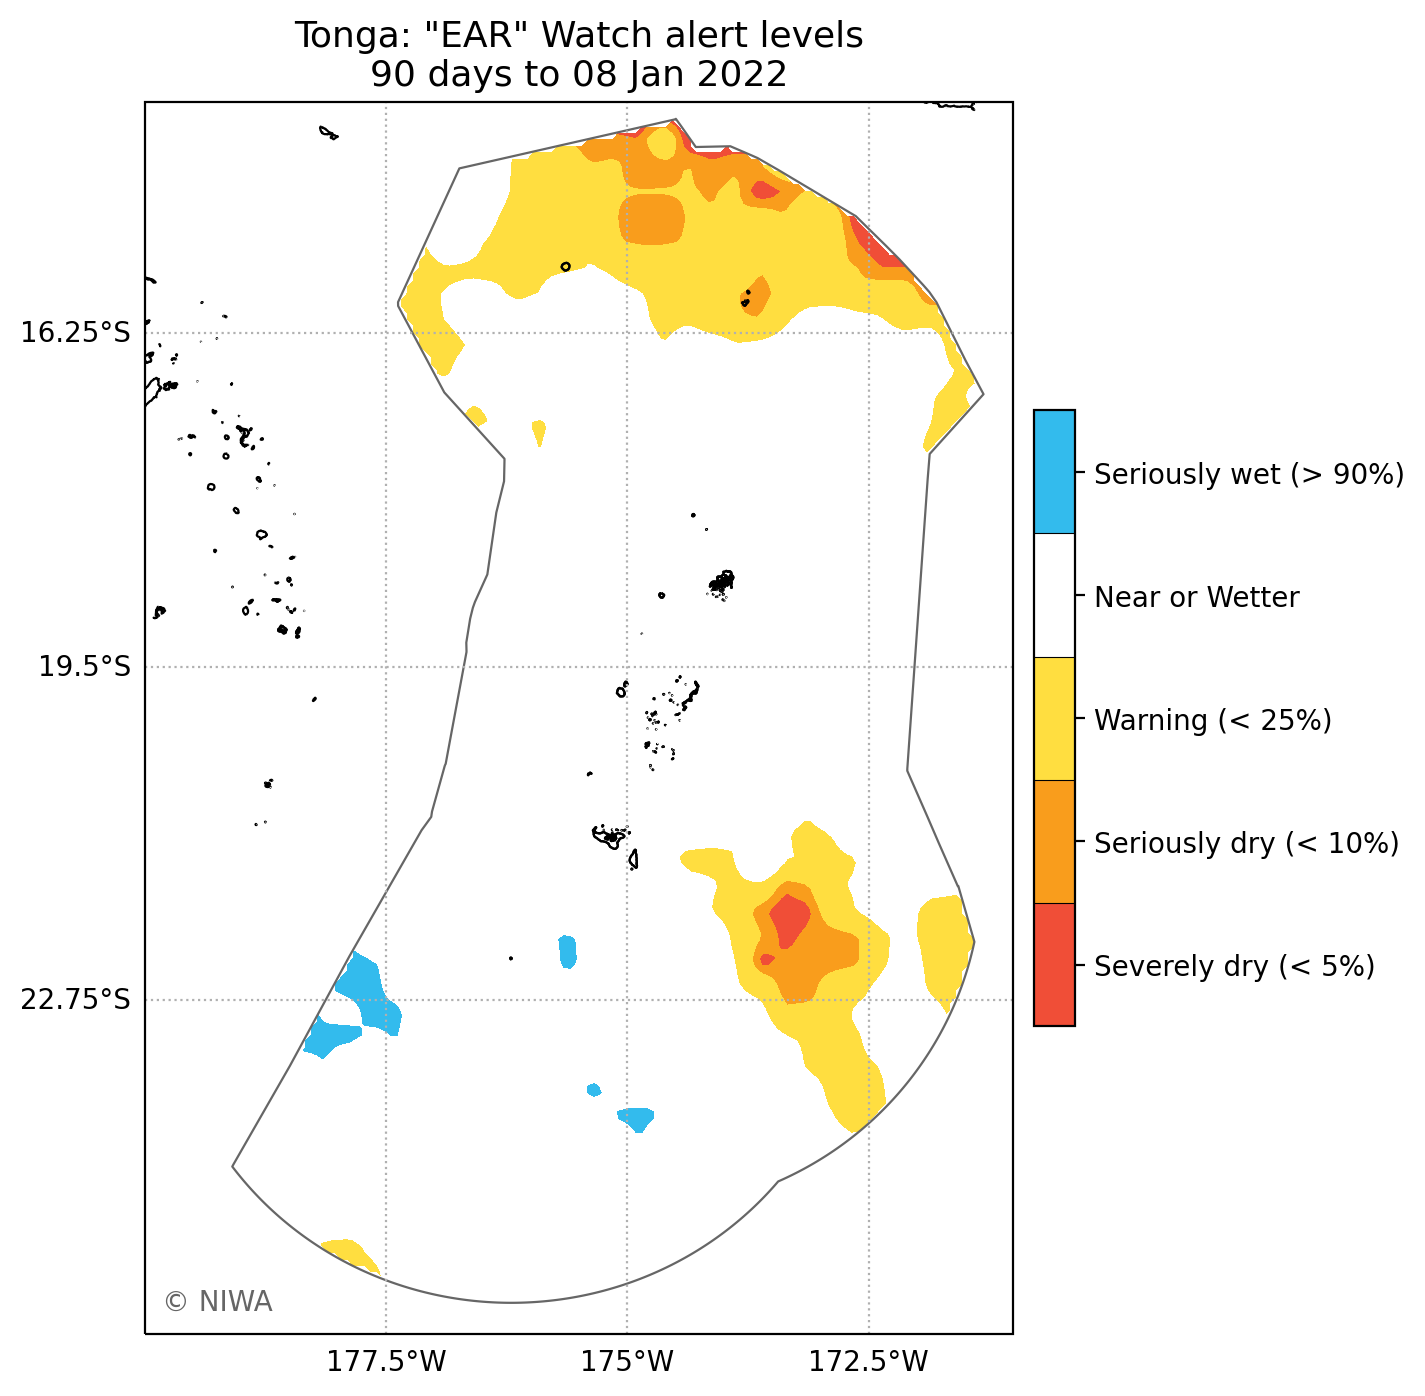 Tonga: "EAR" Watch alert levels
90 days to 08 Jan 2022
16.25°S
19.5°S
22.75°S
177.5°W
175°W
172.5°W
Seriously wet (> 90%)
Near or Wetter
Warning (< 25%)
Seriously dry (< 10%)
Severely dry (< 5%)
© NIWA